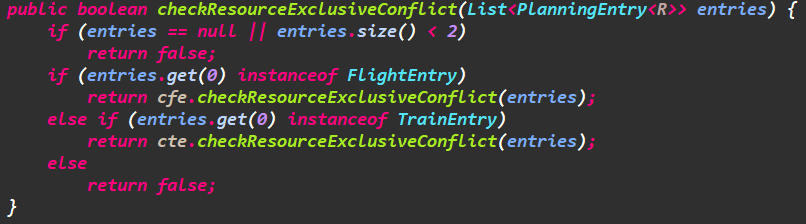 public boolean checkResourceExclusiveConflict(List<PlanningEntry<R>> entries) {
    if (entries == null || entries.size() < 2)
        return false;
    if (entries.get(0) instanceof FlightEntry)
        return cfe.checkResourceExclusiveConflict(entries);
    else if (entries.get(0) instanceof TrainEntry)
        return cte.checkResourceExclusiveConflict(entries);
    else
        return false;
}